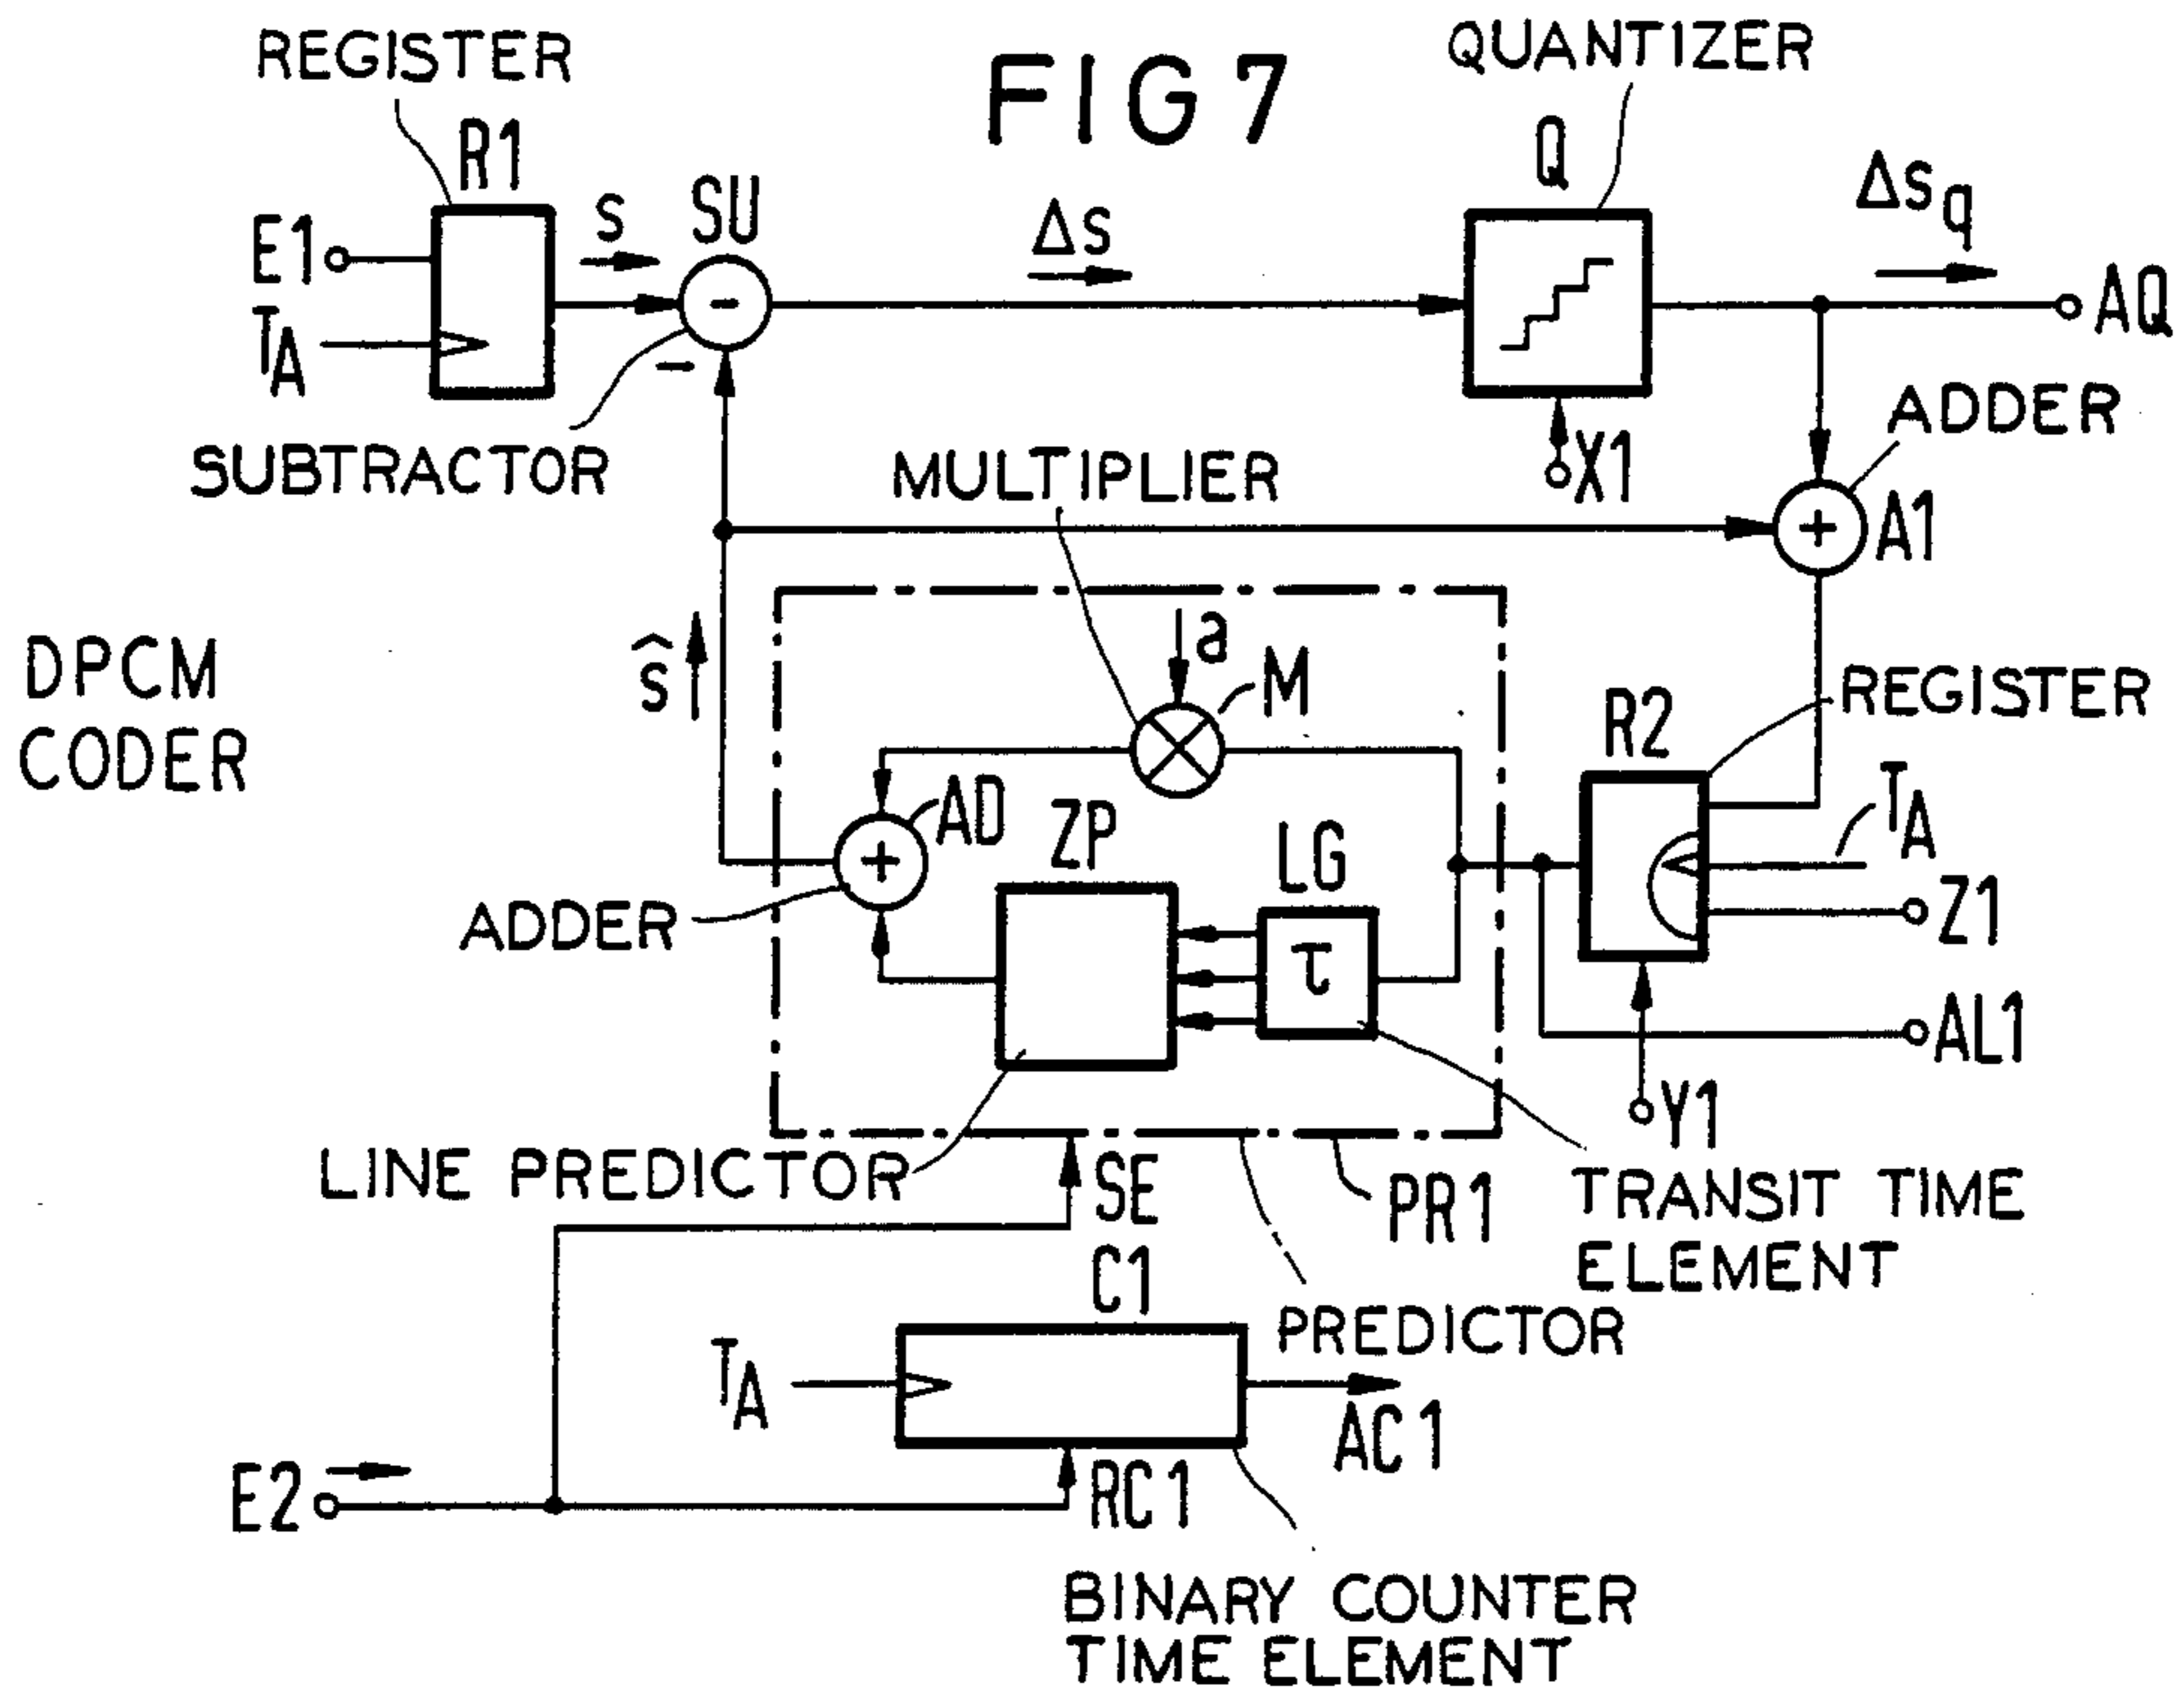 FIG 7
REGISTER
R1
E1
TA
s
SU
Δs
QUANTIZER
Q
Δsq
AQ
X1
ADDER
A1
-
-
SUBTRACTOR
MULTIPLIER
+
DPCM
CODER
ŝ
a
M
R2
REGISTER
TA
Z1
AL1
Y1
AD
+
ADDER
ZP
LG
τ
LINE PREDICTOR
SE
PR1
TRANSIT TIME
ELEMENT
PREDICTOR
C1
TA
AC1
E2
RC1
BINARY COUNTER
TIME ELEMENT